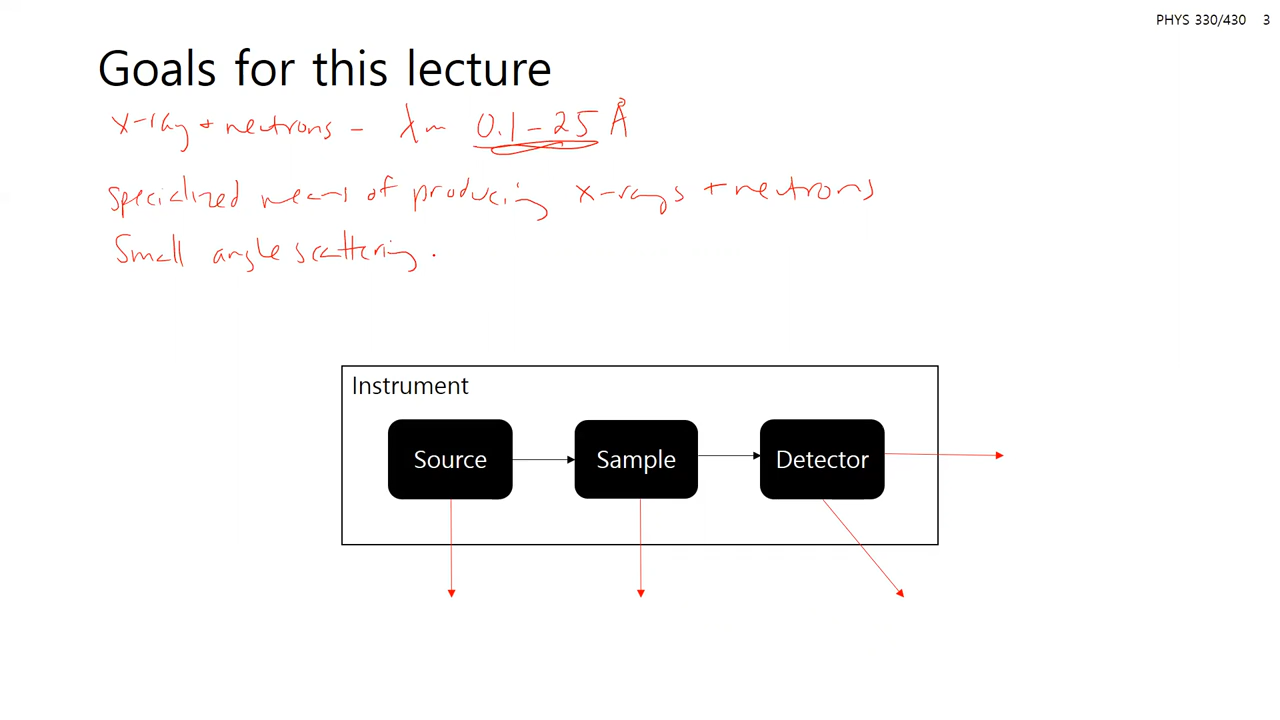 PHYS 330/430 3
Goals for this lecture
x-ray + neutrons - λ~ 0.1-25 Å
specialized means of producing x-rays + neutrons
Small angle scattering.
Instrument
Source Sample Detector